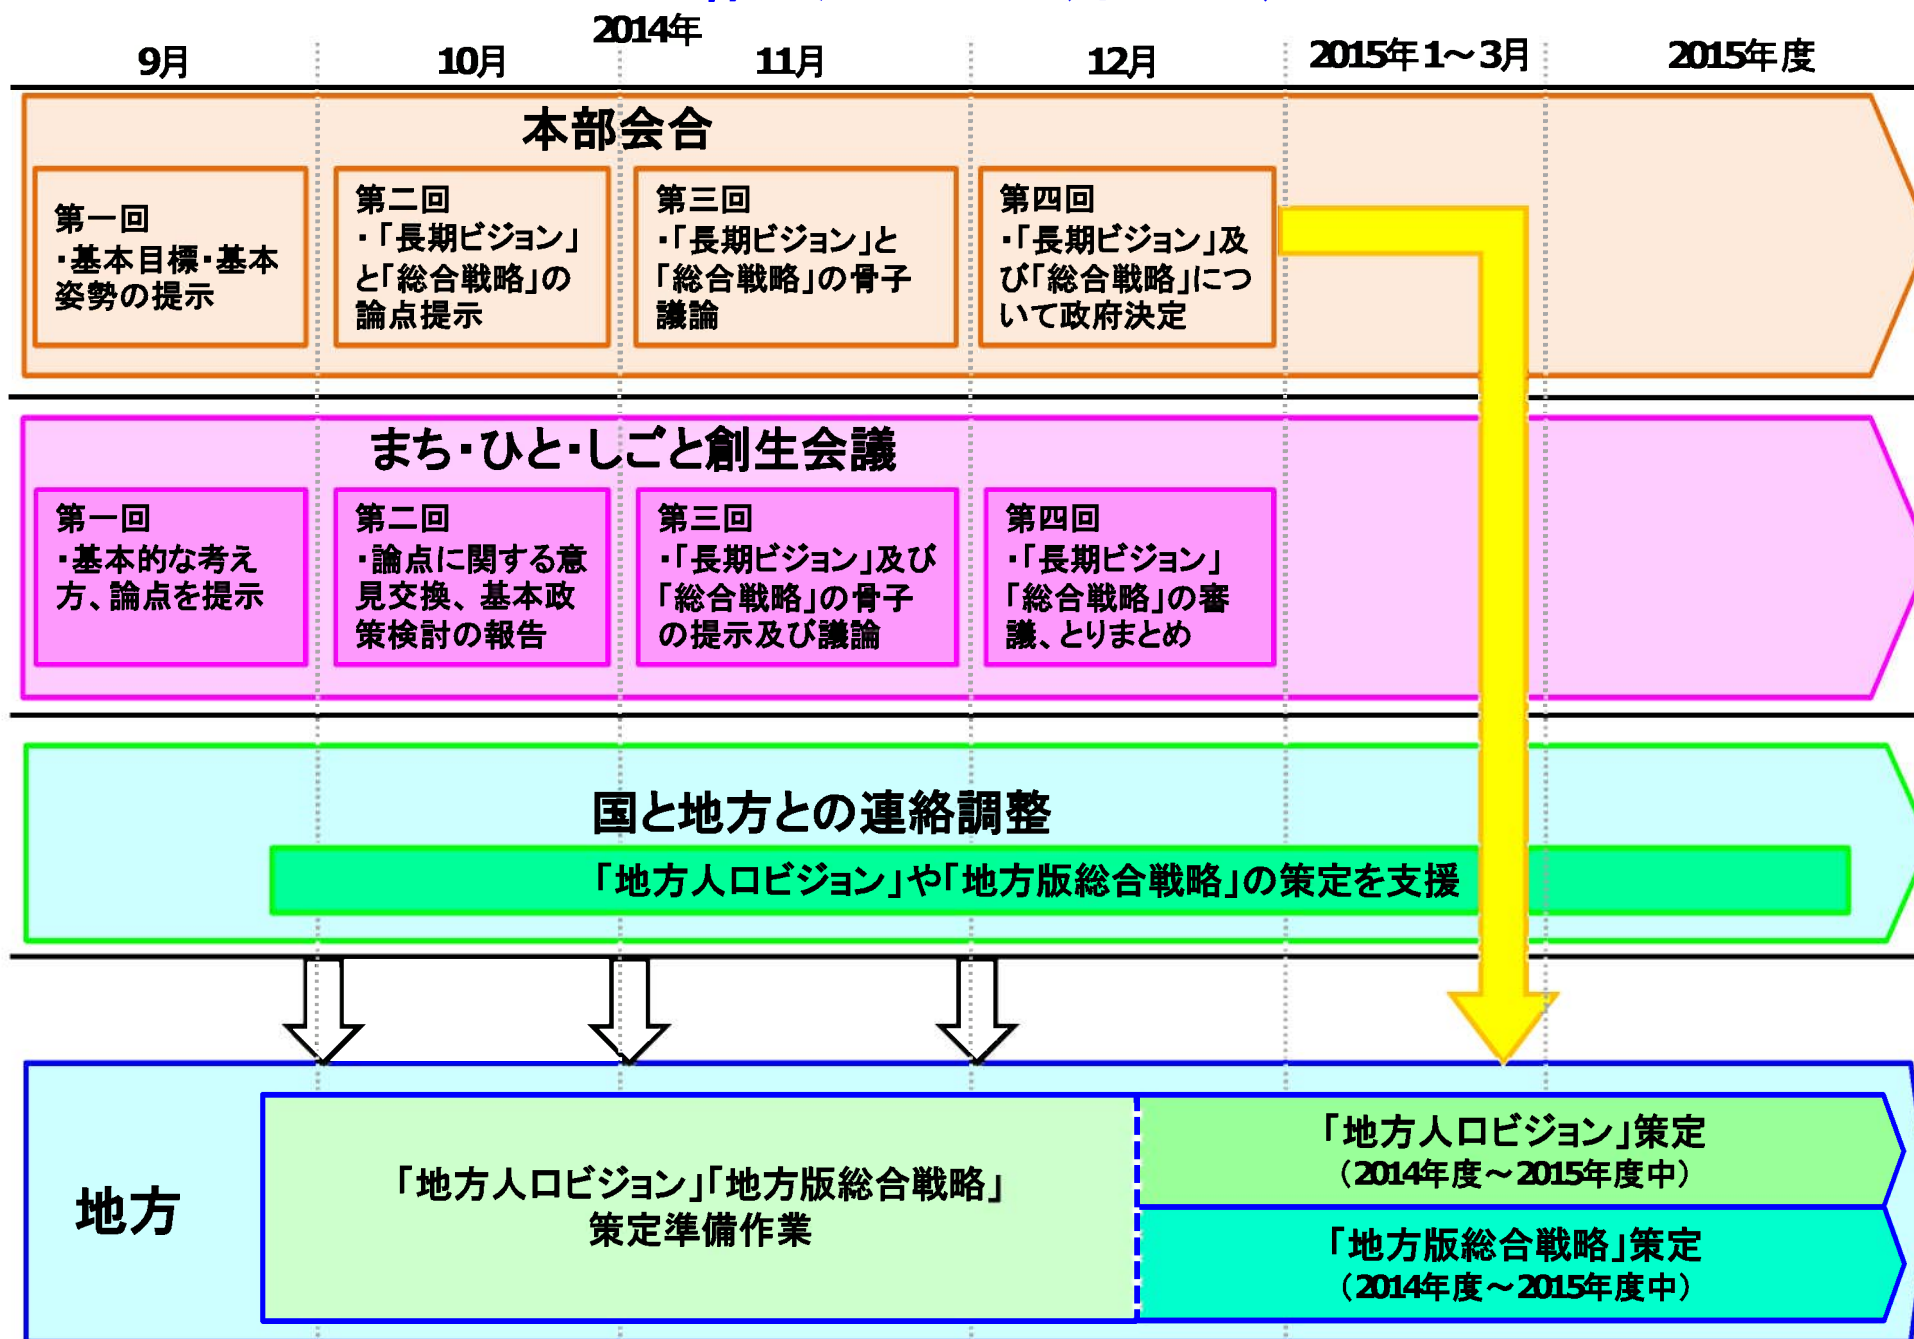 2014年
9月
10月
11月
12月
2015年1～3月
2015年度
本部会合
第一回
・基本目標・基本
姿勢の提示
第二回
・「長期ビジョン」
と「総合戦略」の
論点提示
第三回
・「長期ビジョン」と
「総合戦略」の骨子
議論
第四回
・「長期ビジョン」及
び「総合戦略」につ
いて政府決定
まち・ひと・しごと創生会議
第一回
・基本的な考え
方、論点を提示
第二回
・論点に関する意
見交換、基本政
策検討の報告
第三回
・「長期ビジョン」及び
「総合戦略」の骨子
の提示及び議論
第四回
・「長期ビジョン」
「総合戦略」の審
議、とりまとめ
国と地方との連絡調整
「地方人口ビジョン」や「地方版総合戦略」の策定を支援
地方
「地方人口ビジョン」「地方版総合戦略」
策定準備作業
「地方人口ビジョン」策定
（2014年度～2015年度中）
「地方版総合戦略」策定
（2014年度～2015年度中）